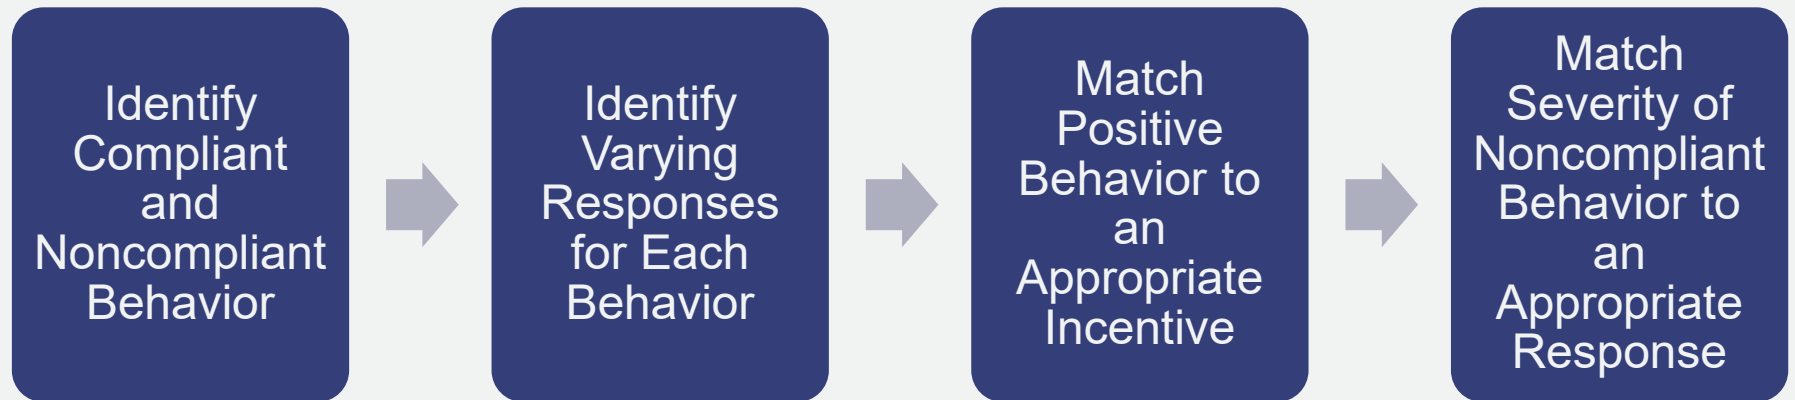 Identify
Compliant
and
Noncompliant
Behavior
Identify
Varying
Responses
for Each
Behavior
Match
Positive
Behavior to
an
Appropriate
Incentive
Match
Severity of
Noncompliant
Behavior to
an
Appropriate
Response